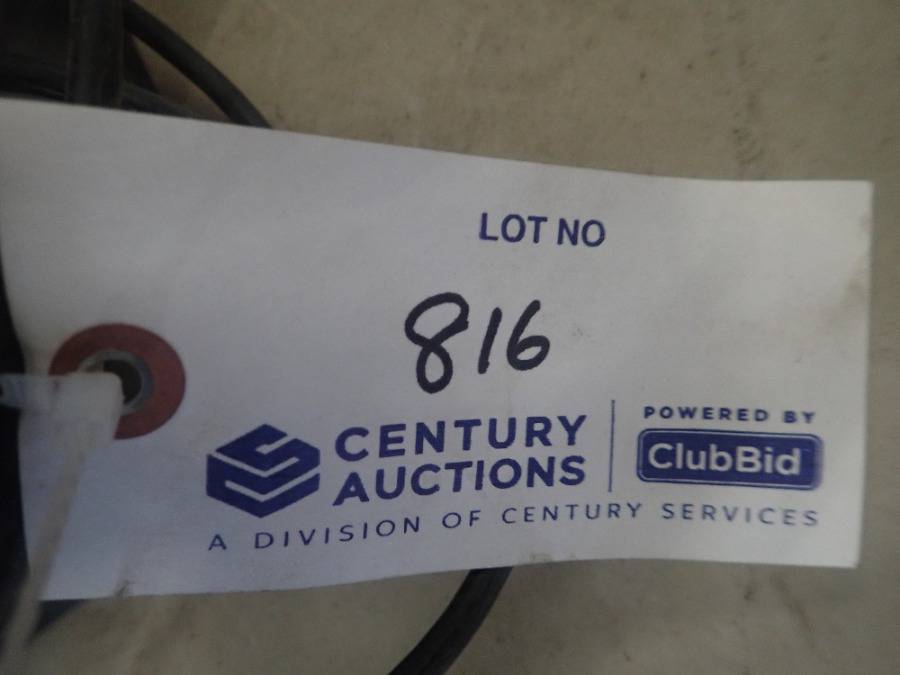 LOT NO
816
CENTURY
AUCTIONS
POWERED BY
ClubBid
A DIVISION OF CENTURY SERVICES